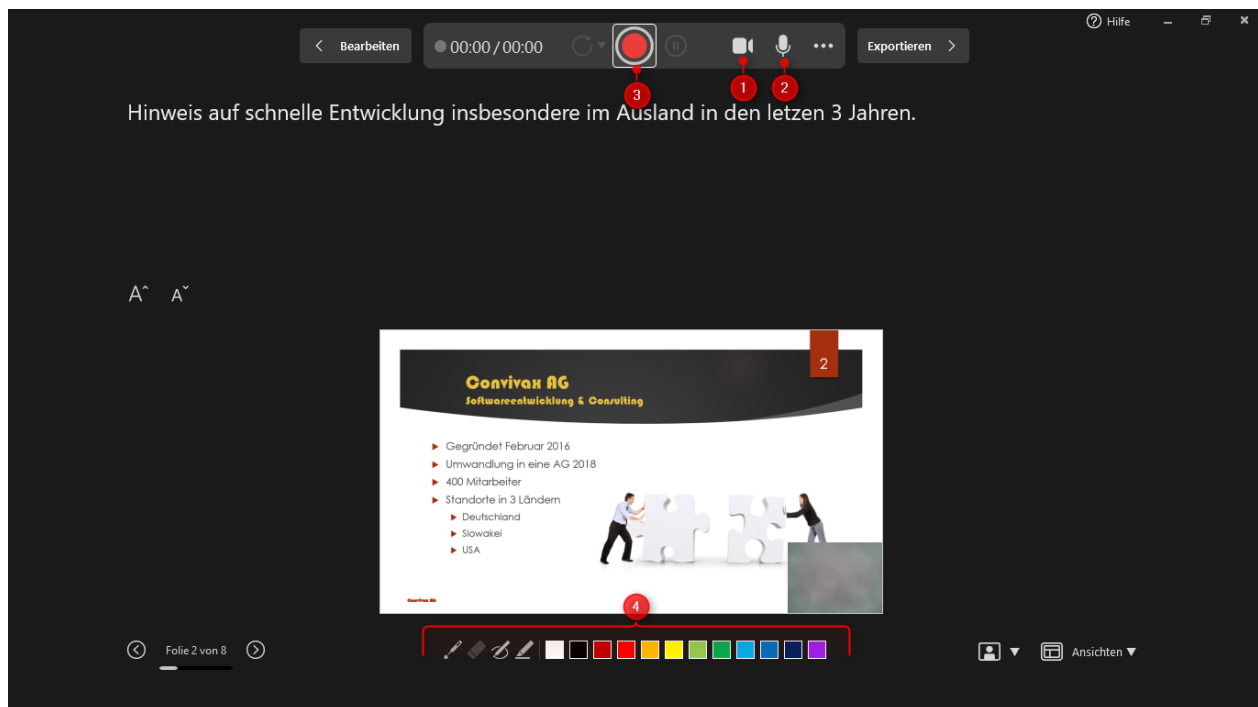 Hilfe
Bearbeiten
00:00 / 00:00
Exportieren
3
1
2
Hinweis auf schnelle Entwicklung insbesondere im Ausland in den letzen 3 Jahren.
A A
2
Convivax AG
Softwareentwicklung & Consulting
Gegründet Februar 2016
Umwandlung in eine AG 2018
400 Mitarbeiter
Standorte in 3 Ländern
Deutschland
Slowakei
USA
Convivax AG
4
Folie 2 von 8
Ansichten